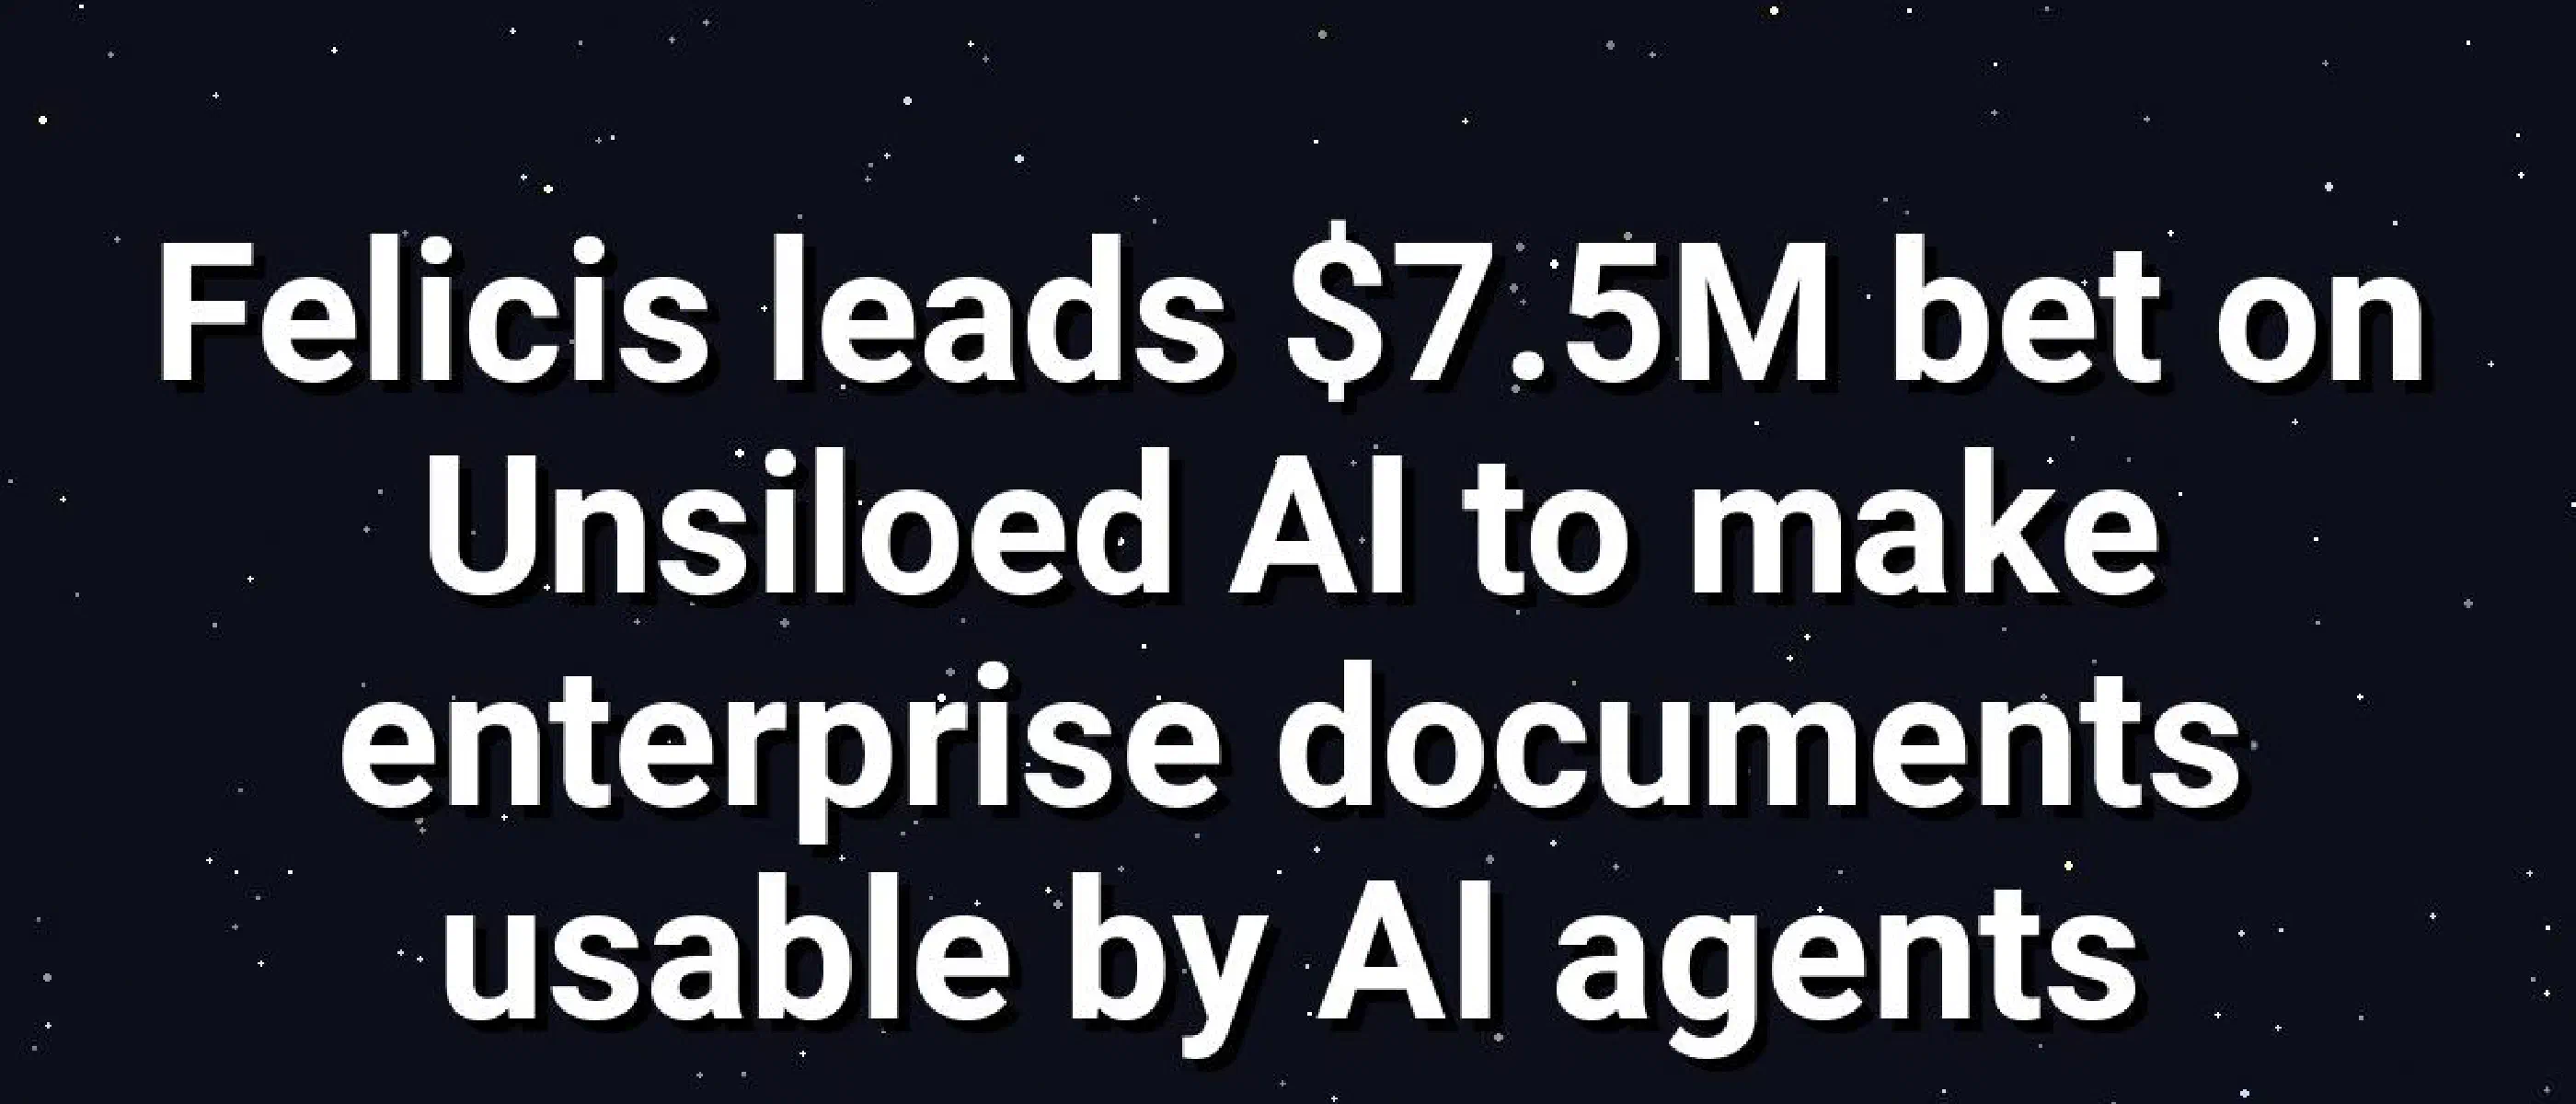 Felicis leads $7.5M bet on
Unsiloed AI to make
enterprise documents
usable by AI agents